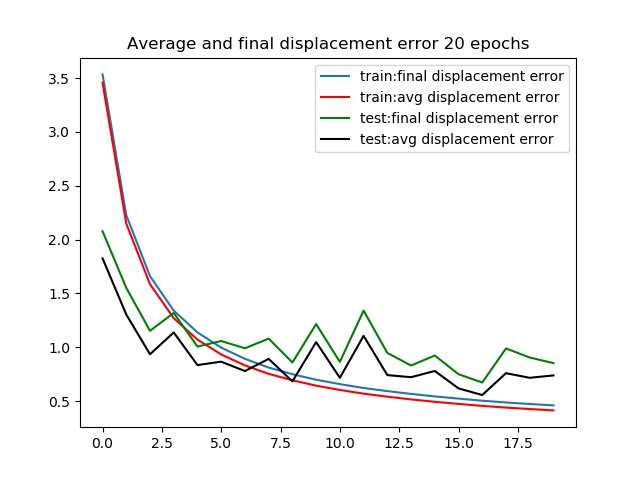 Average and final displacement error 20 epochs
train:final displacement error
train:avg displacement error
test:final displacement error
test:avg displacement error
3.5
3.0
2.5
2.0
1.5
1.0
0.5
0.0 2.5 5.0 7.5 10.0 12.5 15.0 17.5